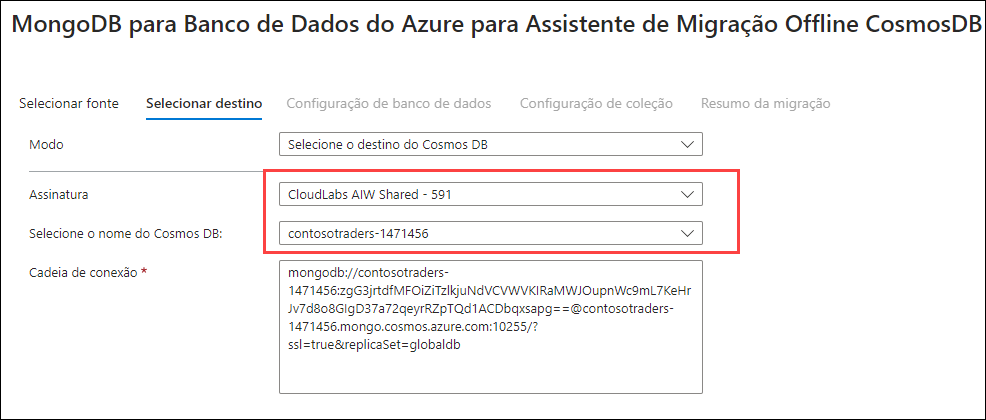 MongoDB para Banco de Dados do Azure para Assistente de Migração Offline CosmosDB
Selecionar fonte Selecionar destino Configuração de banco de dados Configuração de coleção Resumo da migração
Modo Selecione o destino do Cosmos DB
Assinatura CloudLabs AIW Shared - 591
Selecione o nome do Cosmos DB: contosotraders-1471456
Cadeia de conexão * mongodb://contosotraders-
1471456:zgG3jrtdfMFOiZiTzlkjuNdVCVWVKIRaMWJOupnWc9mL7KeHr
Jv7d8o8GIgD37a72qeyrRZpTQd1ACDbqxsapg==@contosotraders-
1471456.mongo.cosmos.azure.com:10255/?
ssl=true&replicaSet=globaldb